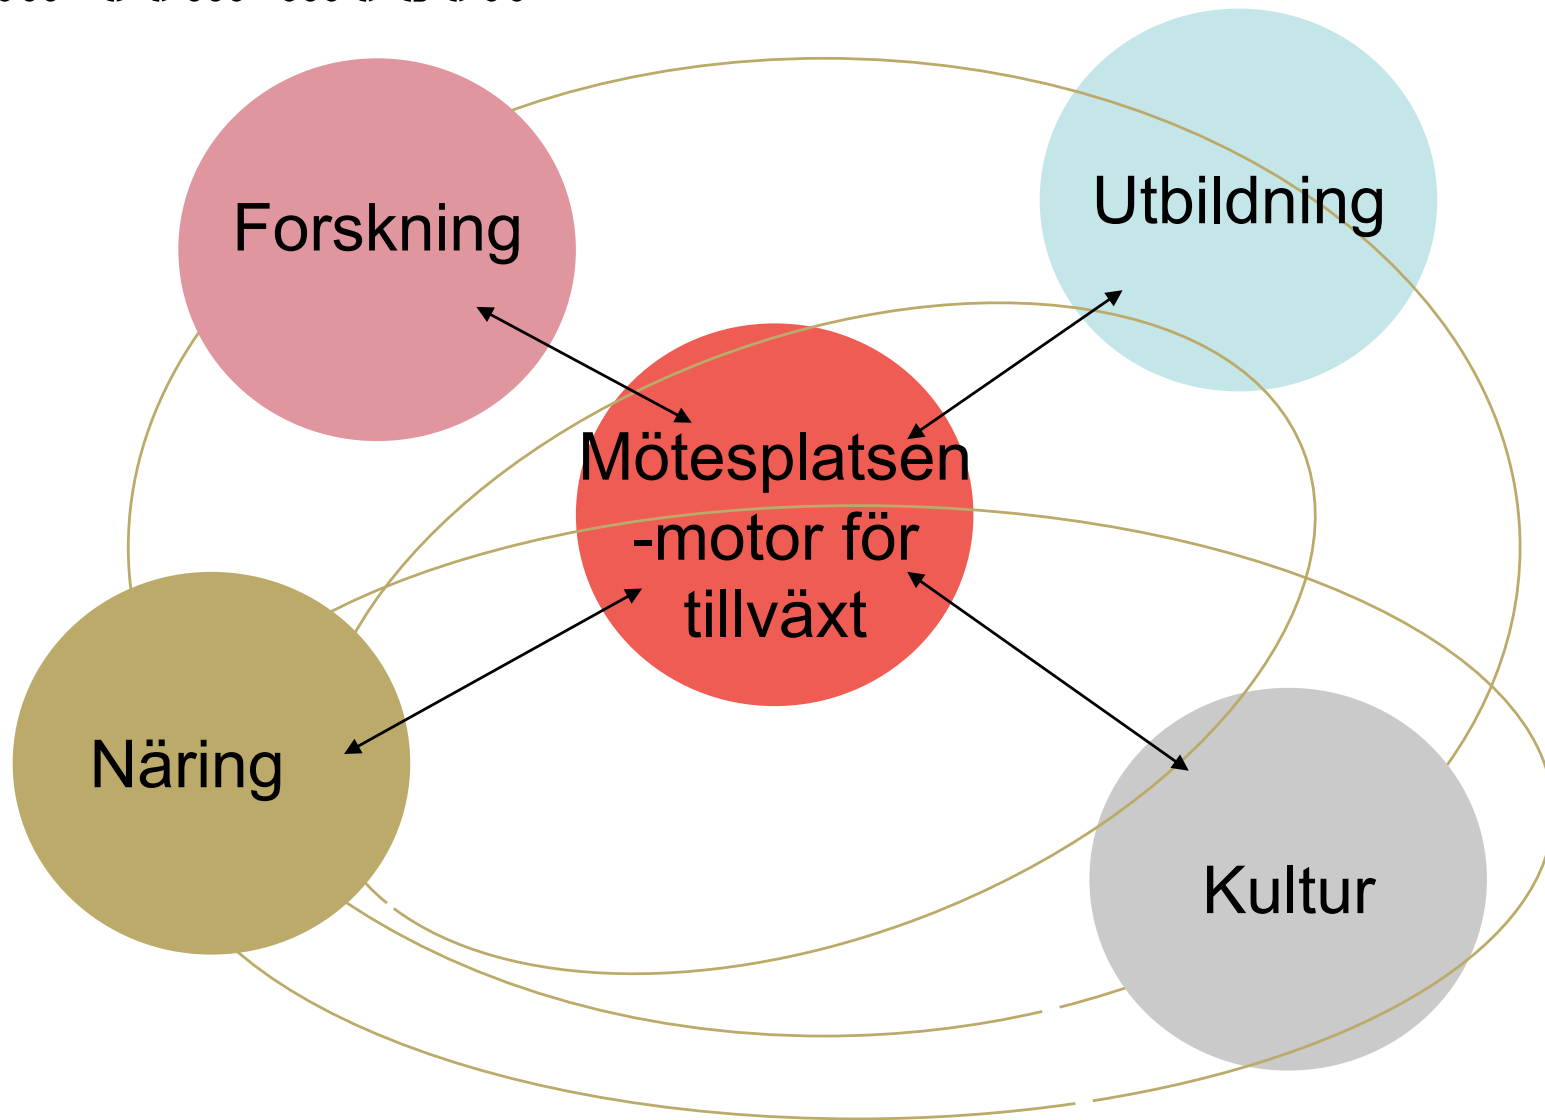 Forskning
Utbildning
Mötesplatsen
-motor för
tillväxt
Näring
Kultur